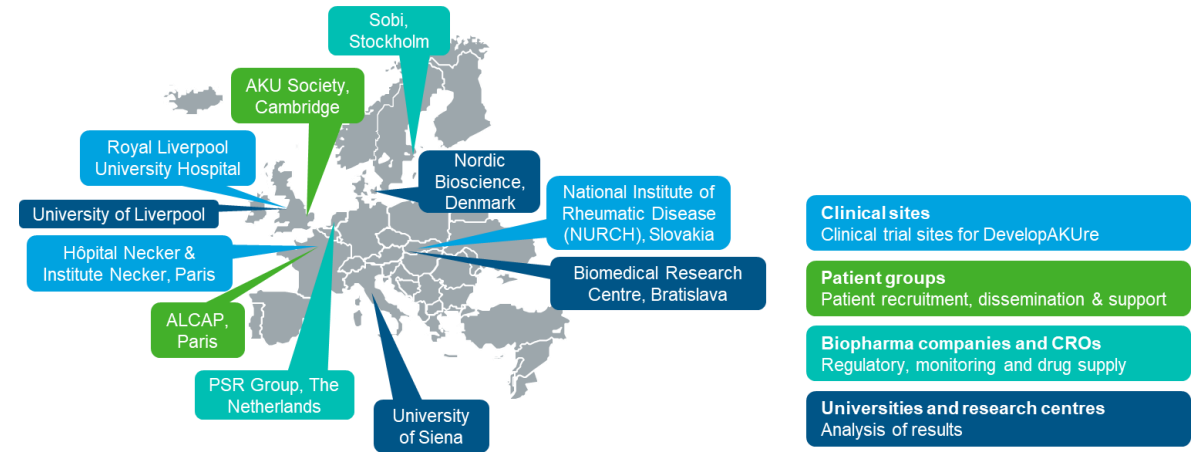 Sobi,
Stockholm
AKU Society,
Cambridge
Royal Liverpool
University Hospital
Nordic
Bioscience,
Denmark
National Institute of
Rheumatic Disease
(NURCH), Slovakia
University of Liverpool
Hôpital Necker &
Institute Necker, Paris
Biomedical Research
Centre, Bratislava
ALCAP,
Paris
PSR Group, The
Netherlands
University
of Siena
Clinical sites
Clinical trial sites for DevelopAKUre
Patient groups
Patient recruitment, dissemination & support
Biopharma companies and CROs
Regulatory, monitoring and drug supply
Universities and research centres
Analysis of results